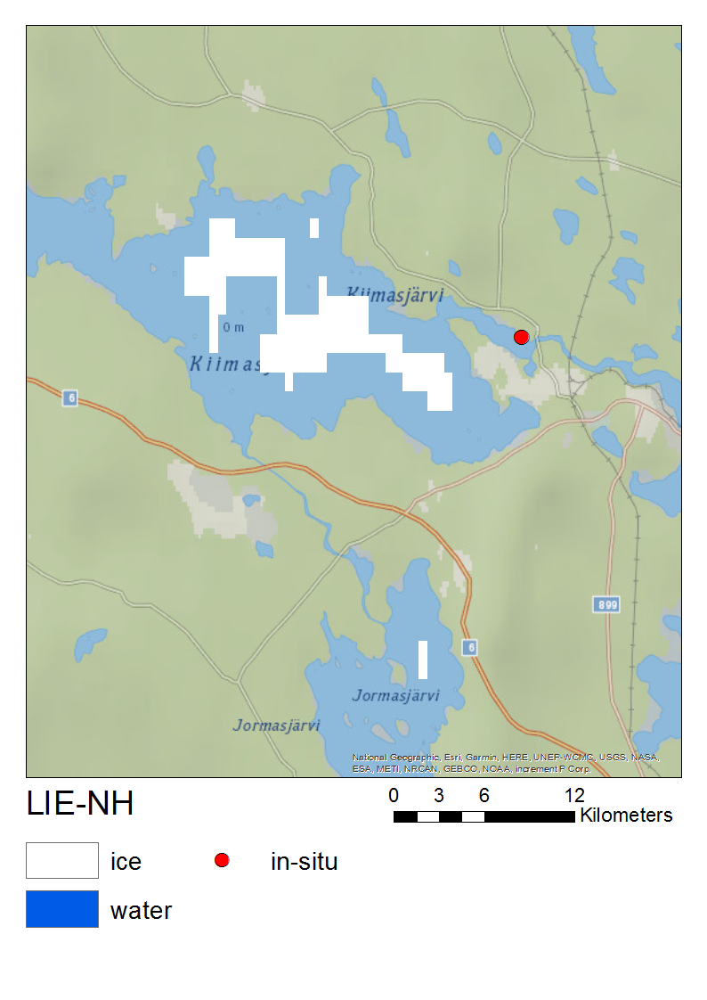 Kiimasjärvi
0 m
Kiimasj
6
899
6
Jormasjärvi
Jormasjärvi
National Geographic, Esri, Garmin, HERE, UNEP-WCMC, USGS, NASA,
ESA, METI, NRCAN, GEBCO, NOAA, increment P Corp.
LIE-NH
0 3 6 12
Kilometers
ice
in-situ
water